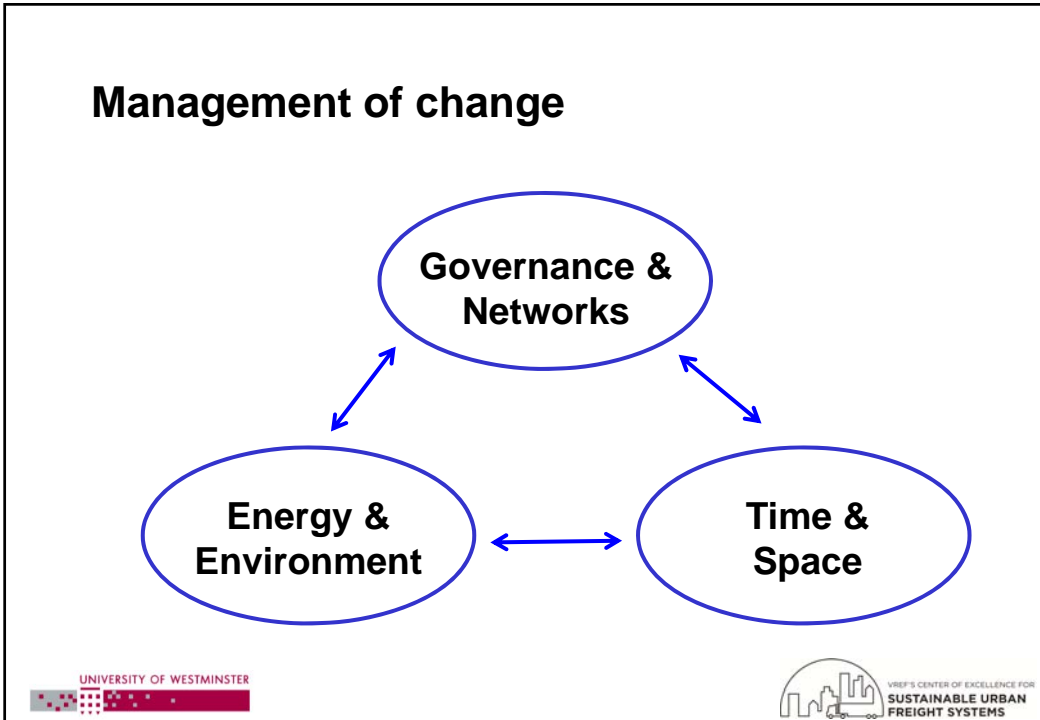 Management of change
Governance &
Networks
Energy &
Environment
Time &
Space
UNIVERSITY OF WESTMINSTER
VREF'S CENTER OF EXCELLENCE FOR
SUSTAINABLE URBAN
FREIGHT SYSTEMS